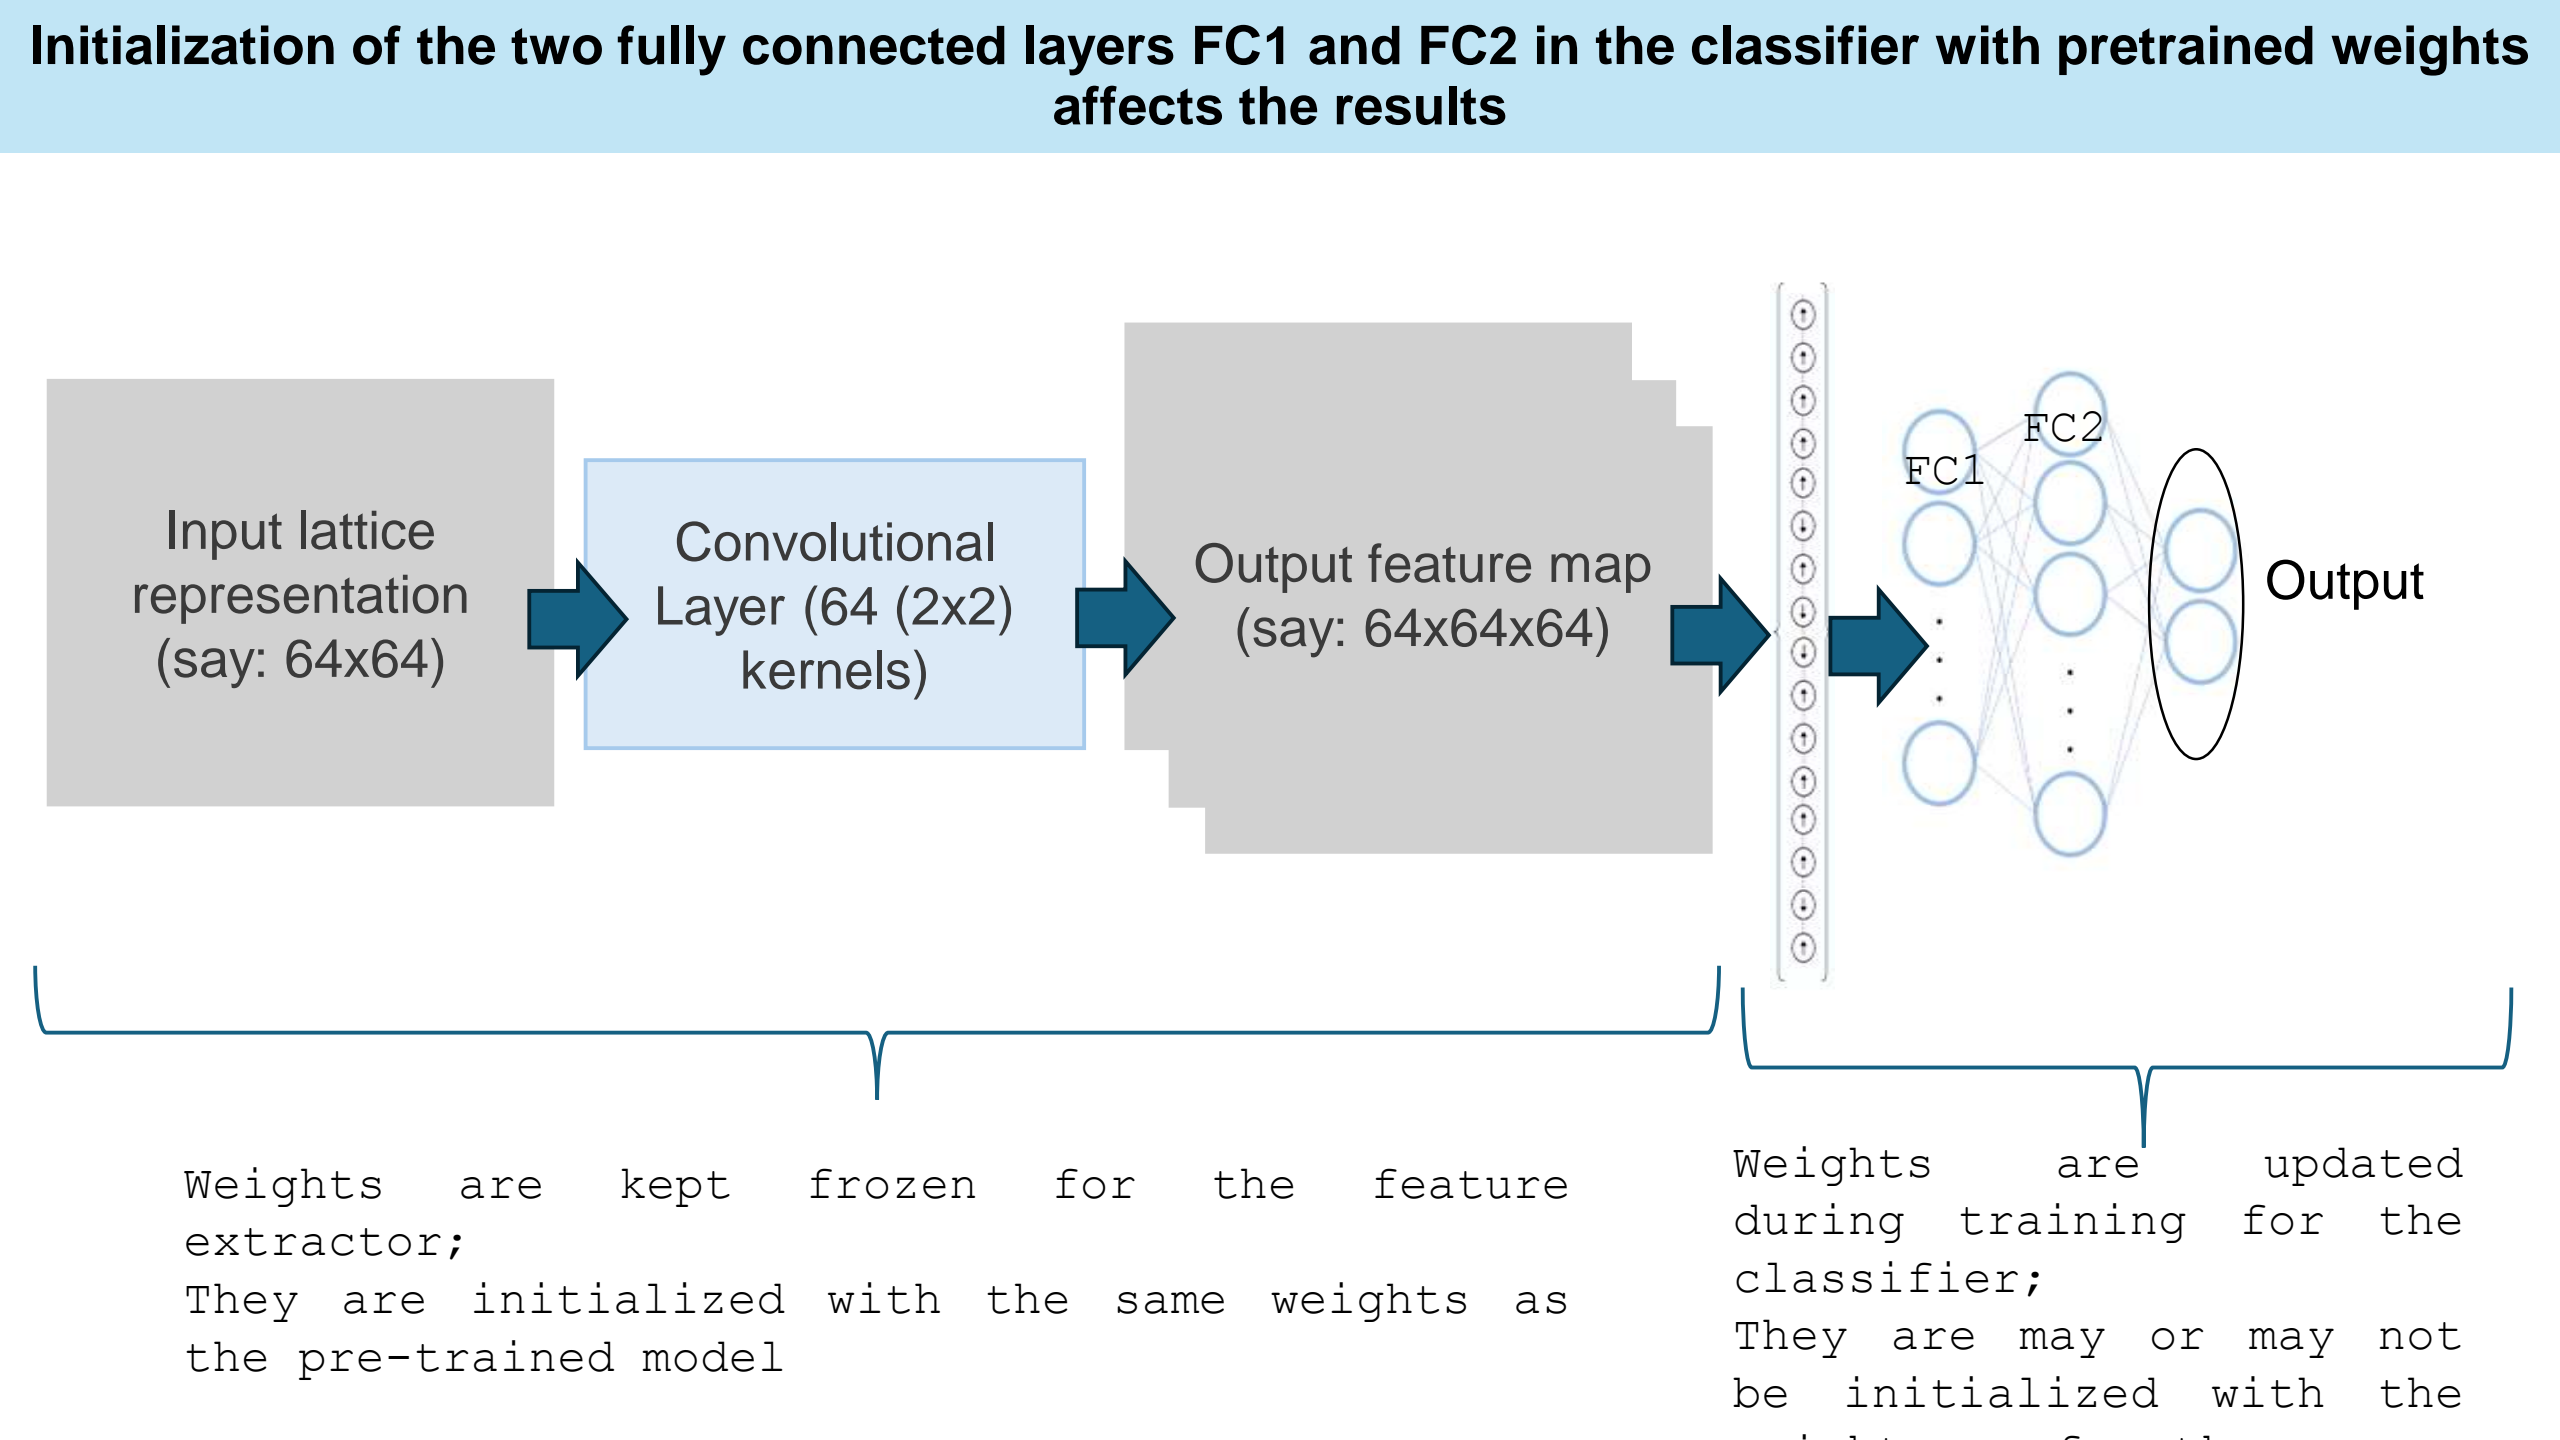 Initialization of the two fully connected layers FC1 and FC2 in the classifier with pretrained weights
affects the results
Input lattice
representation
(say: 64x64)
Convolutional
Layer (64 (2x2)
kernels)
Output feature map
(say: 64x64x64)
FC1
FC2
Output
Weights are kept frozen for the feature
extractor;
They are initialized with the same weights as
the pre-trained model
Weights are updated
during training for the
classifier;
They are may or may not
be initialized with the